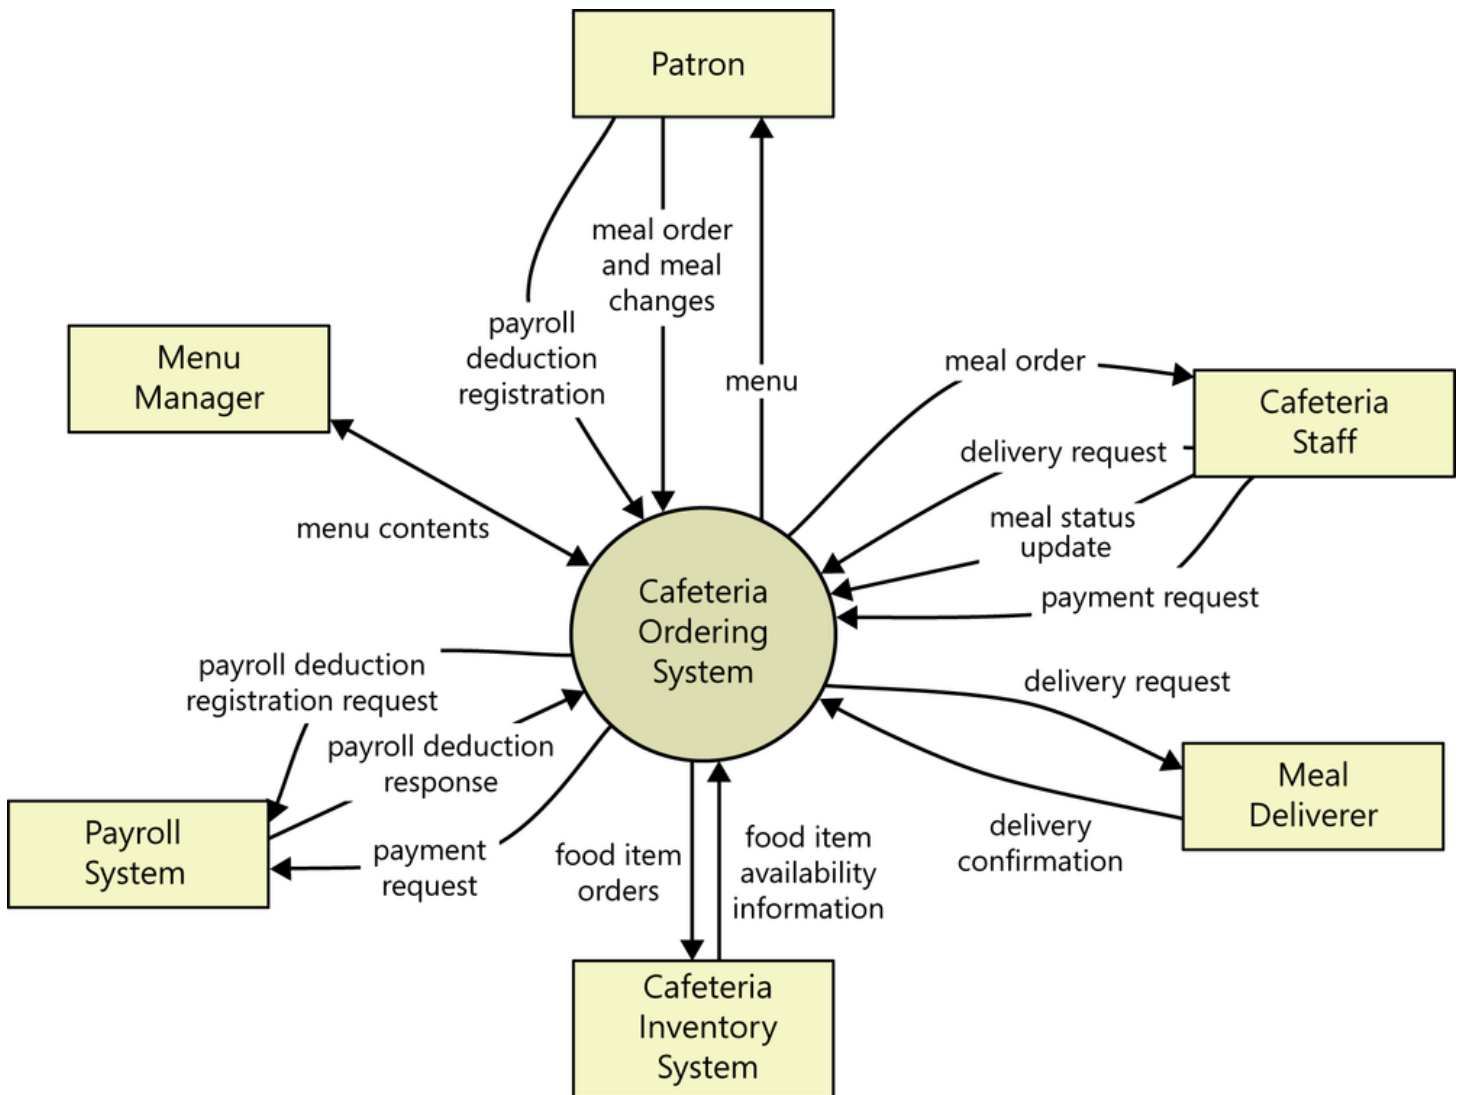 Patron
meal order
and meal
changes
payroll
deduction
registration
menu
Menu
Manager
menu contents
meal order
Cafeteria
Staff
delivery request
meal status
update
payment request
Cafeteria
Ordering
System
payroll deduction
registration request
payroll deduction
response
Payroll
System
payment
request
food item
orders
food item
availability
information
delivery request
Meal
Deliverer
delivery
confirmation
Cafeteria
Inventory
System